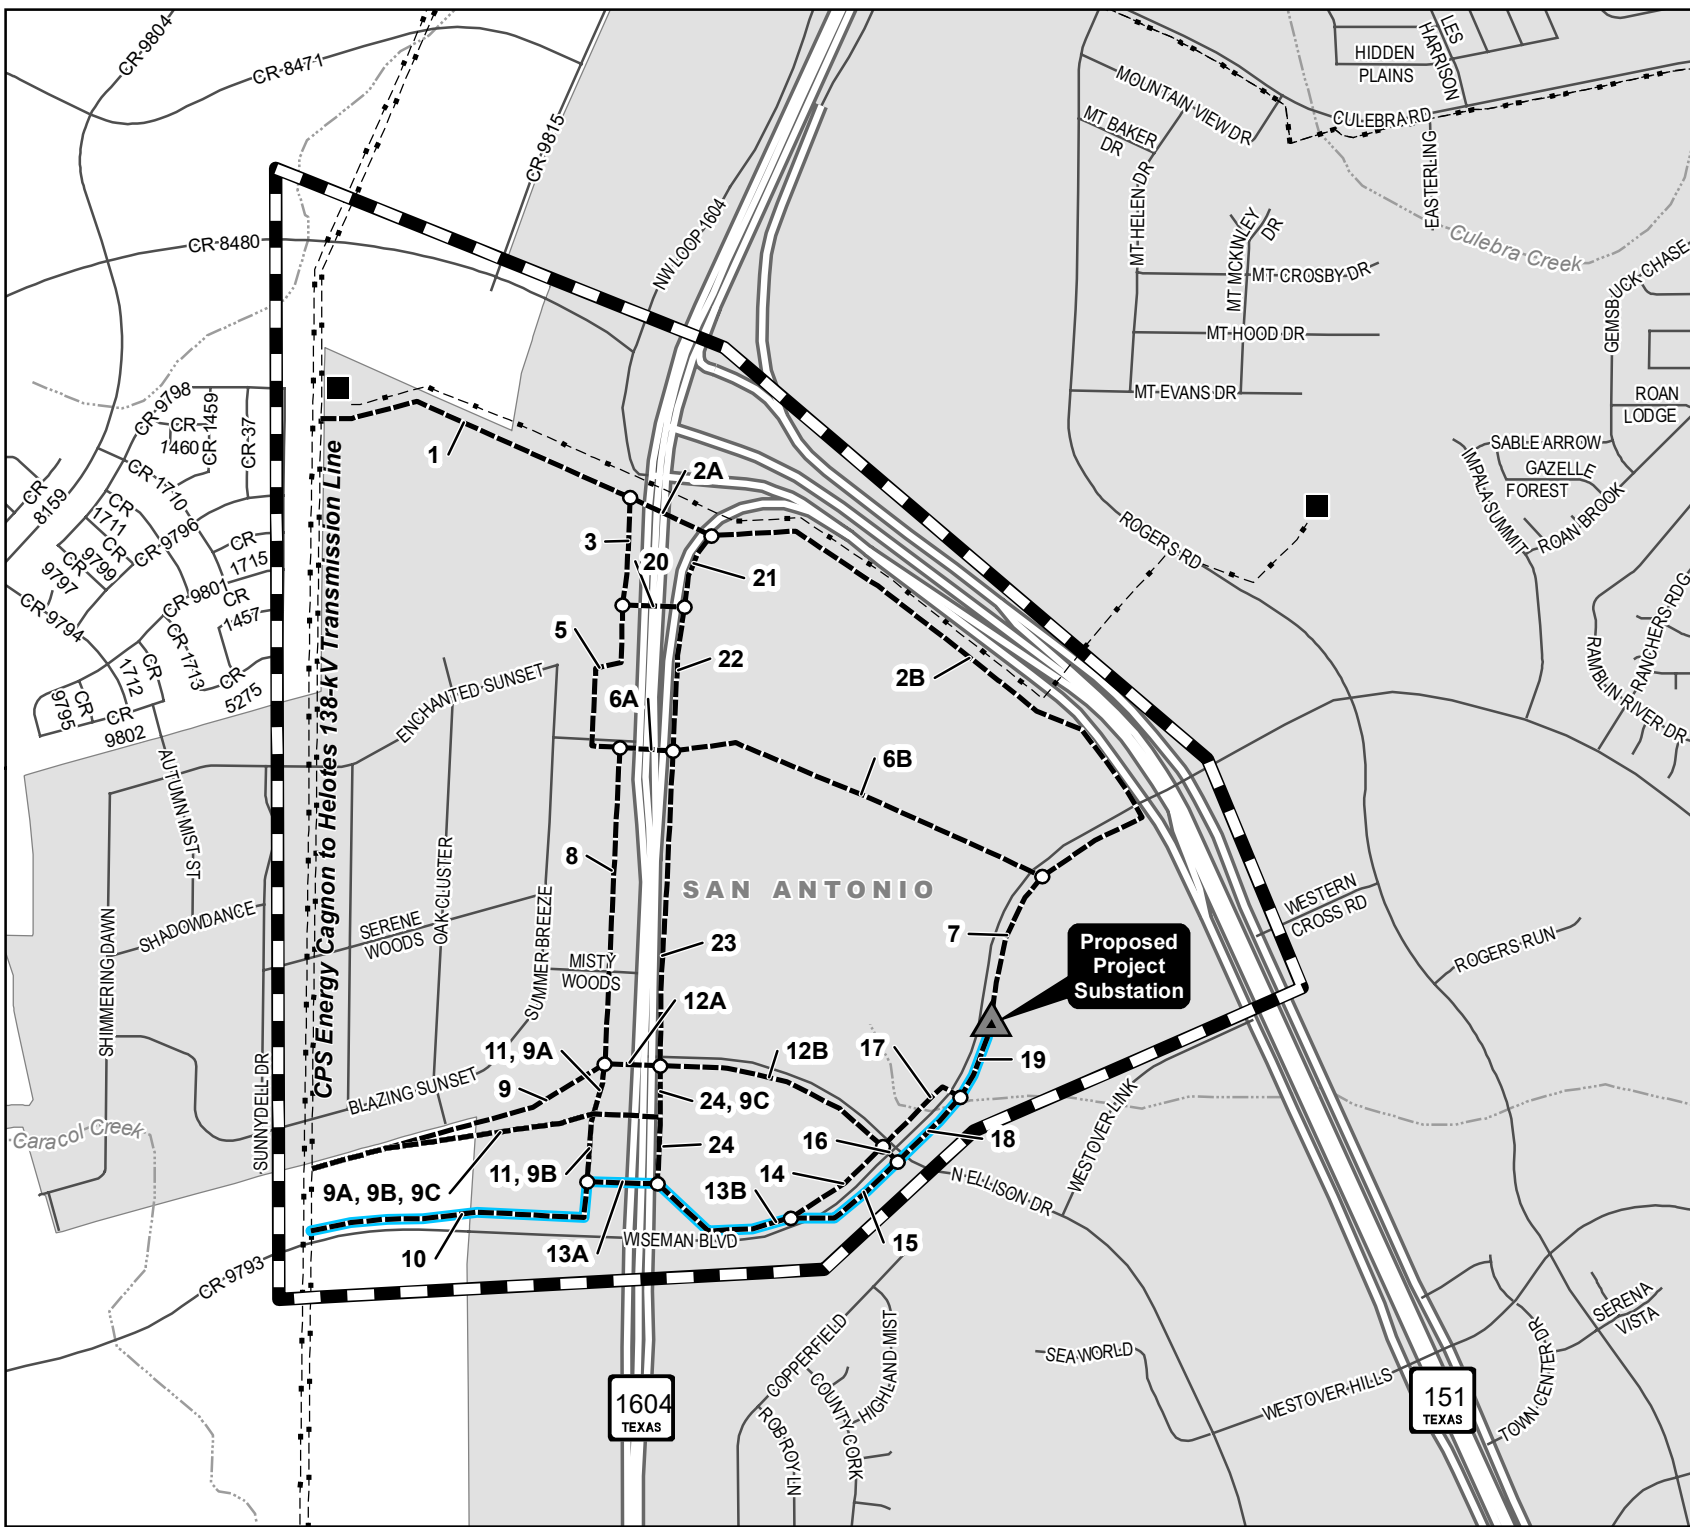 CR-9804
CR-8471
CR-9815
CR-8480
NW LOOP 1604
LES
HARRISON
HIDDEN
PLAINS
MOUNTAIN VIEW DR
MT BAKER
DR
CULEBRA RD
EASTERLING
MT HELEN DR
MT MCKINLEY
DR
MT CROSBY DR
MT HOOD DR
MT EVANS DR
Culebra Creek
GEMSBUCK CHASE
ROAN
LODGE
SABLE ARROW
GAZELLE
FOREST
IMPALA SUMMIT
ROAN BROOK
CR-9798
CR
1460
CR-1459
CR-37
CR
8159
CR-1710
CR
1711
CR
9799
CR-9796
CR
9797
CR
1715
CR-9801
CR
1457
CR-9794
CR
1712
CR-1713
CR
5275
CR
9795
CR
9802
1
2A
3
20
21
5
22
6A
2B
6B
ROGERS RD
RANCHERS RDG
RAMBLIN RIVER DR
CPS Energy Cagnon to Helotes 138-kV Transmission Line
ENCHANTED SUNSET
AUTUMN MIST ST
8
SAN ANTONIO
SHIMMERING DAWN
SHADOWDANCE
SERENE
WOODS
OAK CLUSTER
SUMMER BREEZE
MISTY
WOODS
23
7
Proposed
Project
Substation
WESTERN
CROSS RD
ROGERS RUN
12A
11, 9A
9
12B
17
19
SUNNYDELL DR
BLAZING SUNSET
24, 9C
Caracol Creek
16
18
WESTOVER LINK
24
11, 9B
9A, 9B, 9C
14
13B
N ELLISON DR
10
13A
WISEMAN BLVD
15
CR-9793
COPPERFIELD
HIGHLAND MIST
COUNTY CORK
ROB ROY LN
SEA WORLD
WESTOVER HILLS
SERENA
VISTA
TOWN CENTER DR
1604
TEXAS
151
TEXAS